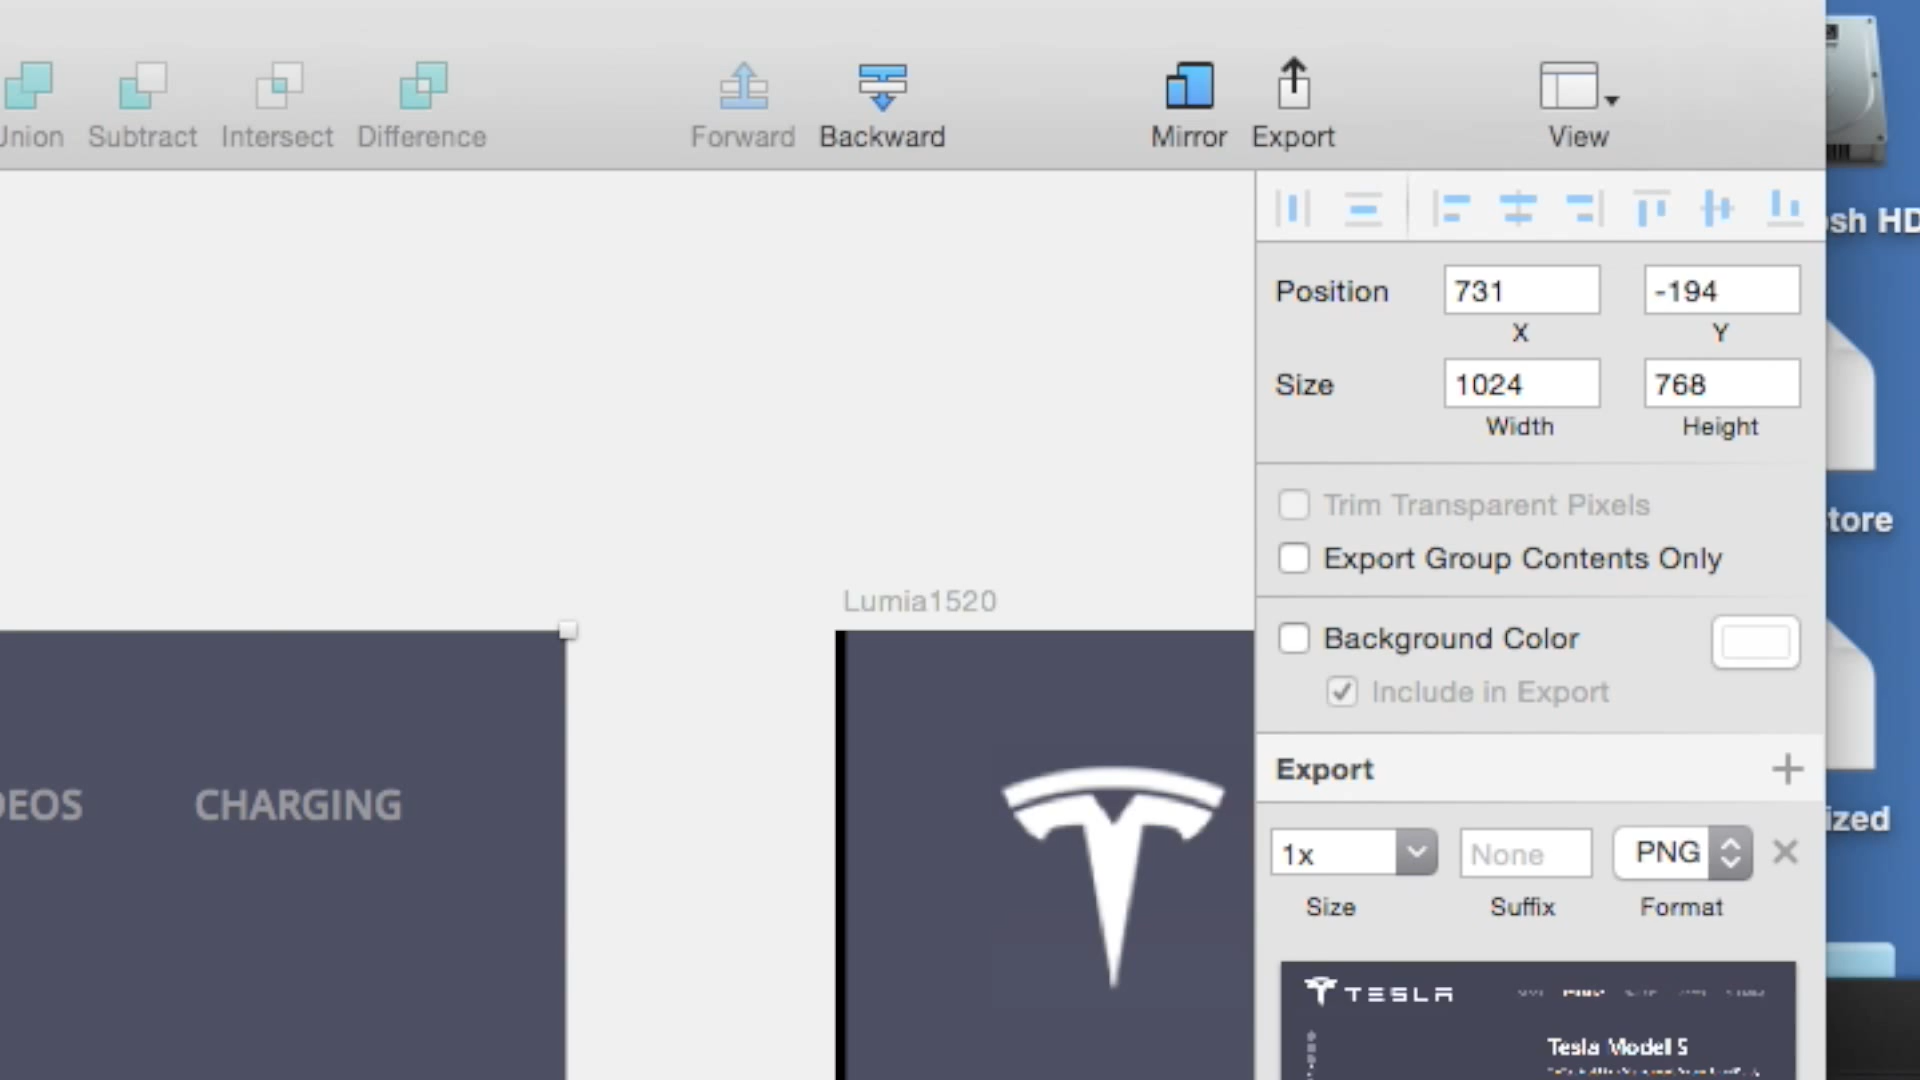 Union Subtract Intersect Difference Forward Backward Mirror Export View
osh HD
Position 731 -194
X Y
Size 1024 768
Width Height
Trim Transparent Pixels
tore
Export Group Contents Only
Lumia1520
Background Color
Include in Export
Export
DEOS CHARGING
ized
1x None PNG
Size Suffix Format
TESLA
Tesla Model S